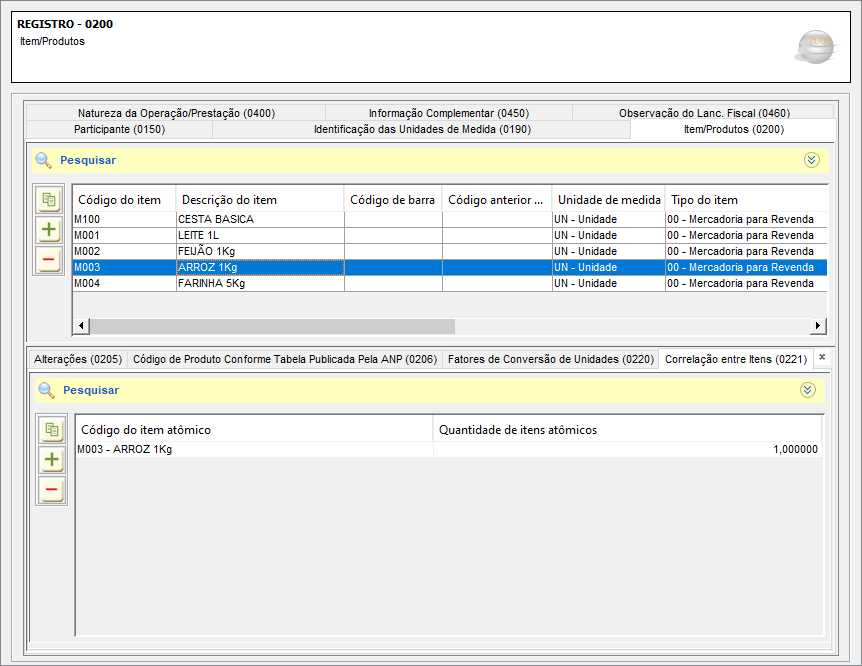 REGISTRO - 0200
Item/Produtos
Natureza da Operação/Prestação (0400) Informação Complementar (0450) Observacão do Lanc. Fiscal (0460)
Participante (0150) Identificação das Unidades de Medida (0190) Item/Produtos (0200)
Pesquisar
Código do item Descrição do item Código de barra Código anterior ... Unidade de medida Tipo do item
M100 CESTA BASICA UN - Unidade 00 - Mercadoria para Revenda
M001 LEITE 1L UN - Unidade 00 - Mercadoria para Revenda
M002 FEIJÃO 1Kg UN - Unidade 00 - Mercadoria para Revenda
M003 ARROZ 1Kg UN - Unidade 00 - Mercadoria para Revenda
M004 FARINHA 5Kg UN - Unidade 00 - Mercadoria para Revenda
Alterações (0205) Código de Produto Conforme Tabela Publicada Pela ANP (0206) Fatores de Conversão de Unidades (0220) Correlação entre Itens (0221)
Pesquisar
Código do item atômico Quantidade de itens atômicos
M003 - ARROZ 1Kg 1,000000